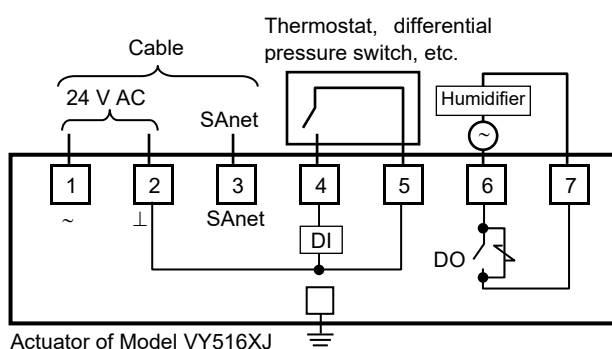 Thermostat, differential
pressure switch, etc.
Cable
24 V AC
SAnet
Humidifier
~
1 2 3 4 5 6 7
~ ⊥ SAnet
DI
DO
Actuator of Model VY516XJ